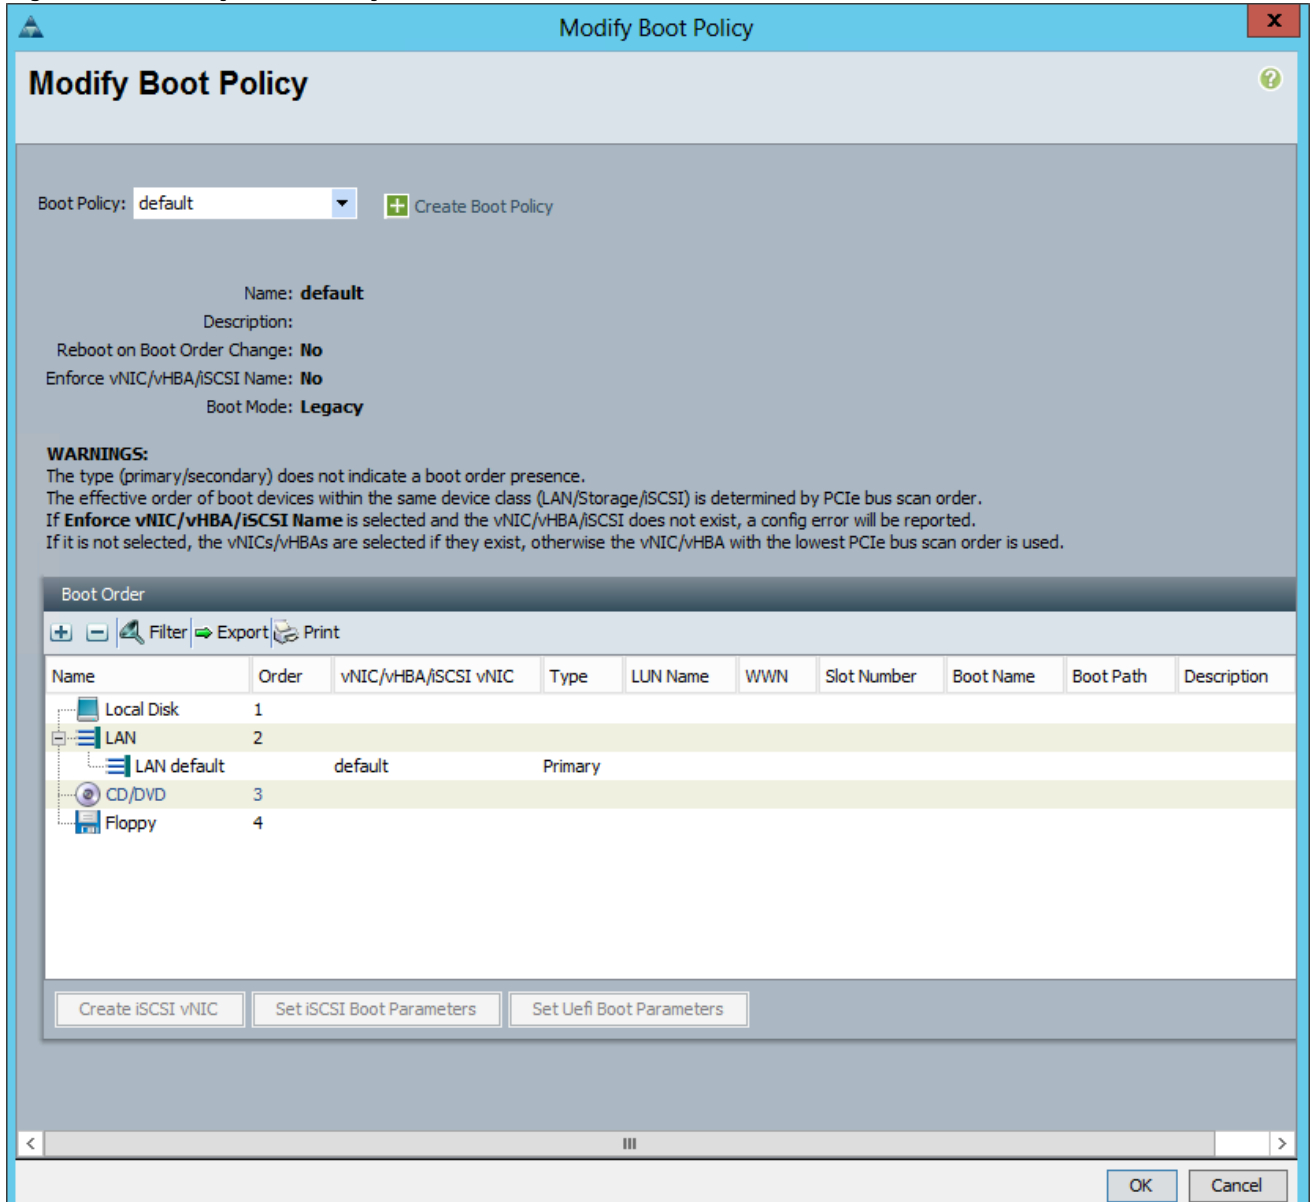 Modify Boot Policy
x
Modify Boot Policy
?
Boot Policy: default
Create Boot Policy
Name: default
Description:
Reboot on Boot Order Change: No
Enforce vNIC/vHBA/iSCSI Name: No
Boot Mode: Legacy
WARNINGS:
The type (primary/secondary) does not indicate a boot order presence.
The effective order of boot devices within the same device class (LAN/Storage/iSCSI) is determined by PCIe bus scan order.
If Enforce vNIC/vHBA/iSCSI Name is selected and the vNIC/vHBA/iSCSI does not exist, a config error will be reported.
If it is not selected, the vNICs/vHBAs are selected if they exist, otherwise the vNIC/vHBA with the lowest PCIe bus scan order is used.
Boot Order
Filter Export Print
Name Order vNIC/vHBA/iSCSI vNIC Type LUN Name WWN Slot Number Boot Name Boot Path Description
Local Disk 1
LAN 2
LAN default default Primary
CD/DVD 3
Floppy 4
Create iSCSI vNIC Set iSCSI Boot Parameters Set Uefi Boot Parameters
OK Cancel